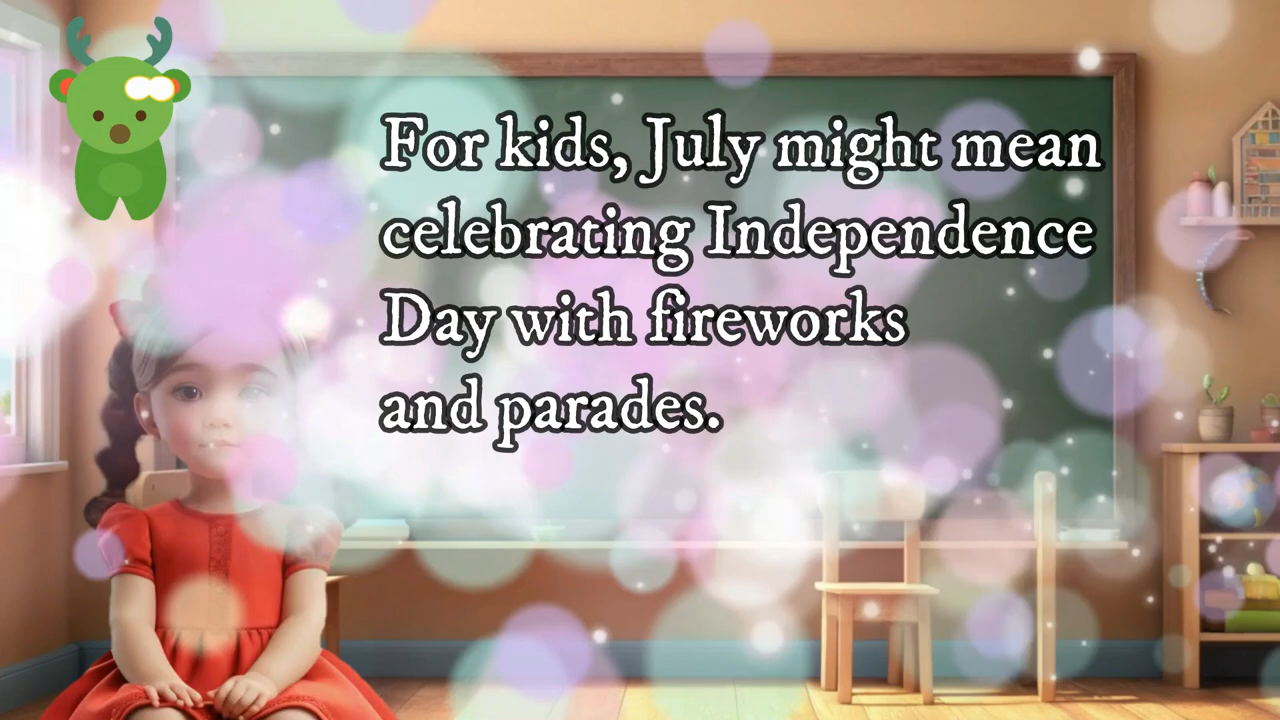 For kids, July might mean
celebrating Independence
Day with fireworks
and parades.